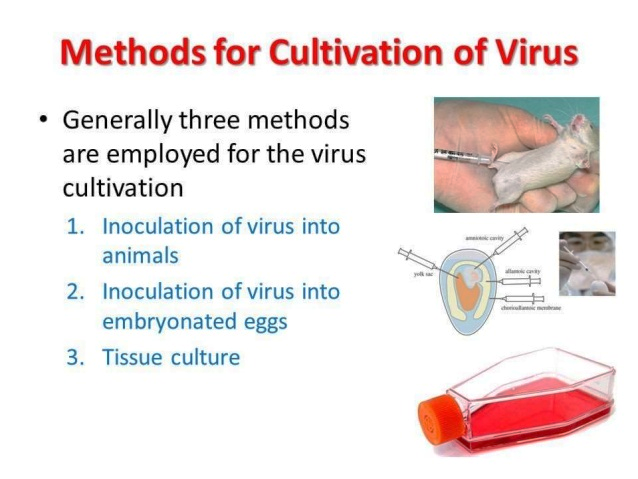 Methods for Cultivation of Virus
• Generally three methods
are employed for the virus
cultivation
1. Inoculation of virus into
animals
2. Inoculation of virus into
embryonated eggs
3. Tissue culture
amniotoic cavity
yolk sac
allantoic cavity
chorioallantoic membrane